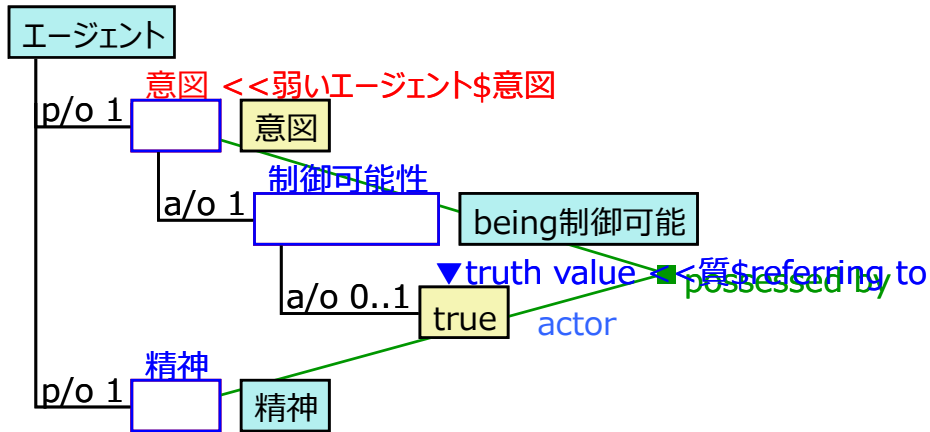 エージェント
意図 <<弱いエージェント$意図
p/o 1
意図
制御可能性
a/o 1
being制御可能
▼truth value <<質$referring to
possessed by
a/o 0..1
true
actor
精神
p/o 1
精神